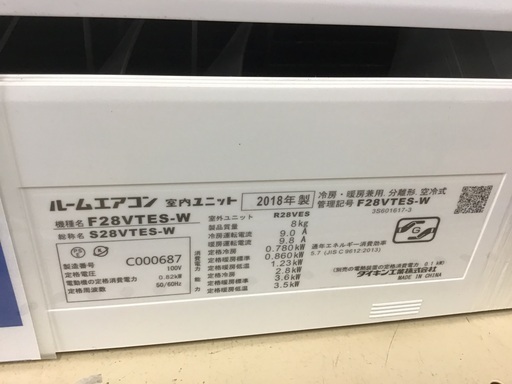 ルームエアコン 室内ユニット 2018年製 冷房・暖房兼用、分離形、空冷式
機種名 F28VTES-W 管理記号 F28VTES-W
総称名 S28VTES-W 3S601617-3
室外ユニット R28VES
製品質量 8kg
冷房運転電流 9.0 A
暖房運転電流 9.8 A
定格冷房 0.780kW
定格暖房 0.860kW
定格暖房低温 1.23kW
定格冷房 2.8kW
定格暖房 3.6kW
定格暖房低温 3.5kW
製造番号 C000687
定格電圧 100V
電動機の定格消費電力 0.82kW
定格周波数 50/60Hz
通年エネルギー消費効率
5.7 (JIS C 9612:2013)
ダイキン工業株式会社
MADE IN CHINA